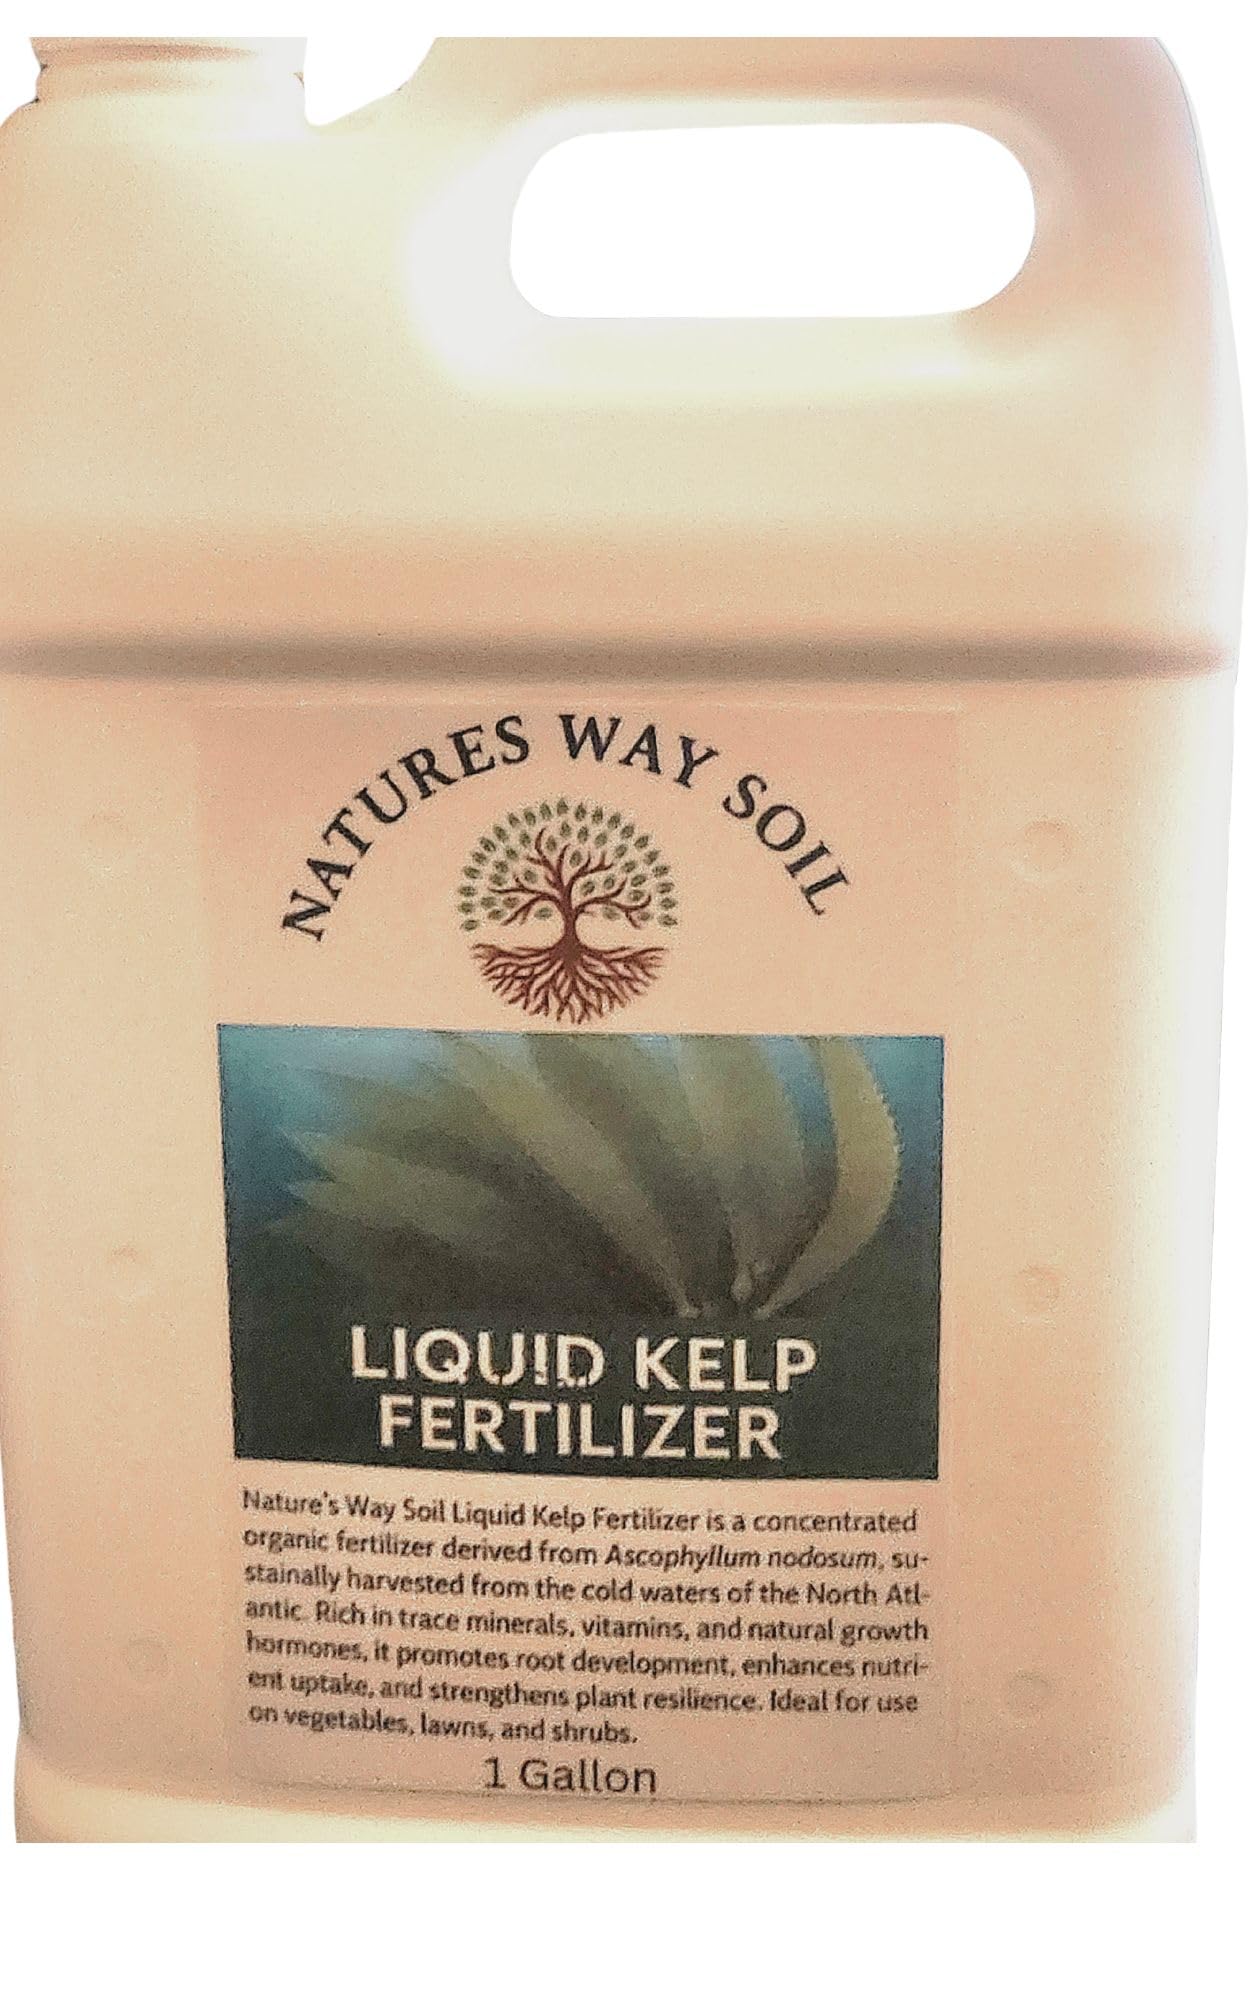 NATURES WAY SOIL
LIQUID KELP
FERTILIZER
Nature's Way Soil Liquid Kelp Fertilizer is a concentrated
organic fertilizer derived from Ascophyllum nodosum, su-
stainally harvested from the cold waters of the North Atl-
antic. Rich in trace minerals, vitamins, and natural growth
hormones, it promotes root development, enhances nutri-
ent uptake, and strengthens plant resilience. Ideal for use
on vegetables, lawns, and shrubs.
1 Gallon